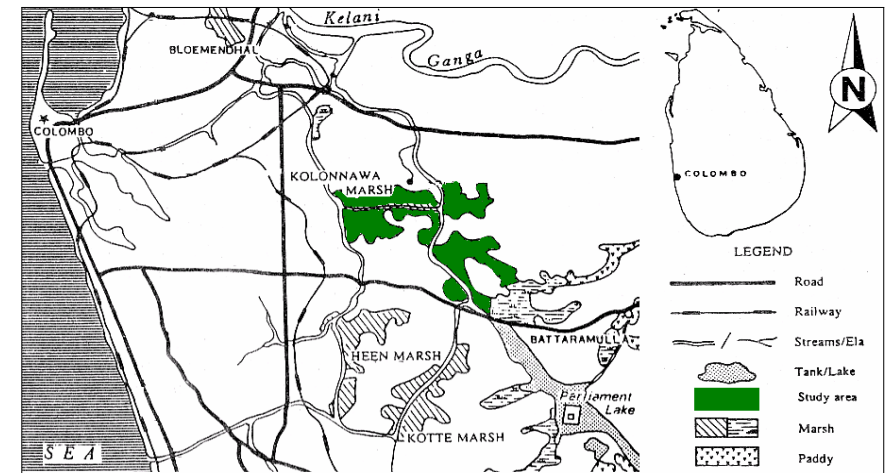 Kelani
Ganga
BLOEMENDHAL
COLOMBO
KOLONNAWA
MARSH
HEEN MARSH
BATTARAMULLA
Parliament
Lake
KOTTE MARSH
SEA
N
COLOMBO
LEGEND
Road
Railway
Streams/Ela
Tank/Lake
Study area
Marsh
Paddy